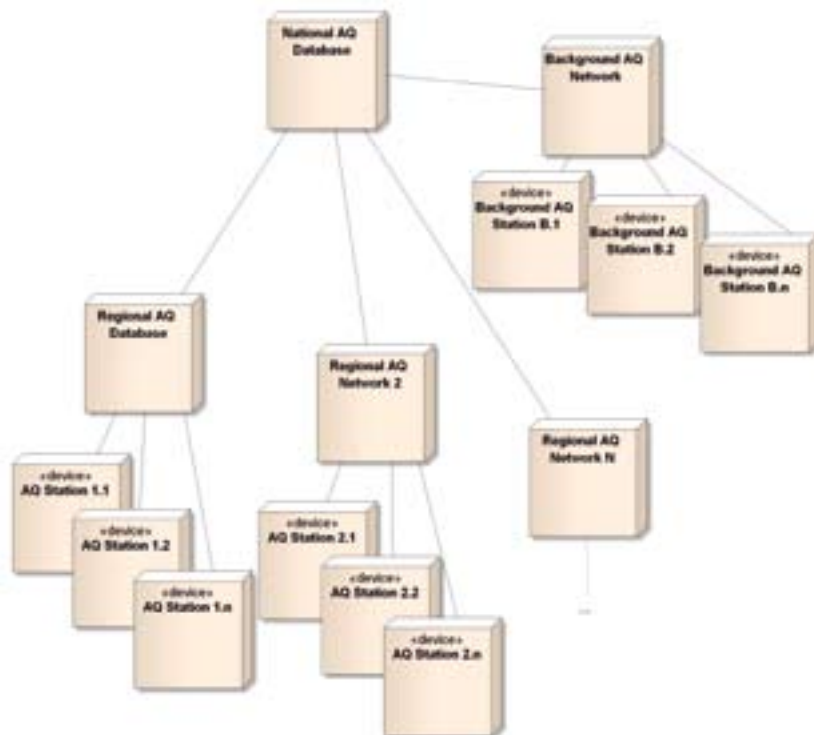 National AQ
Database
Background AQ
Network
«device»
Background AQ
Station B.1
«device»
Background AQ
Station B.2
«device»
Background AQ
Station B.n
Regional AQ
Database
Regional AQ
Network 2
Regional AQ
Network N
«device»
AQ Station 1.1
«device»
AQ Station 1.2
«device»
AQ Station 1.n
«device»
AQ Station 2.1
«device»
AQ Station 2.2
«device»
AQ Station 2.n
...